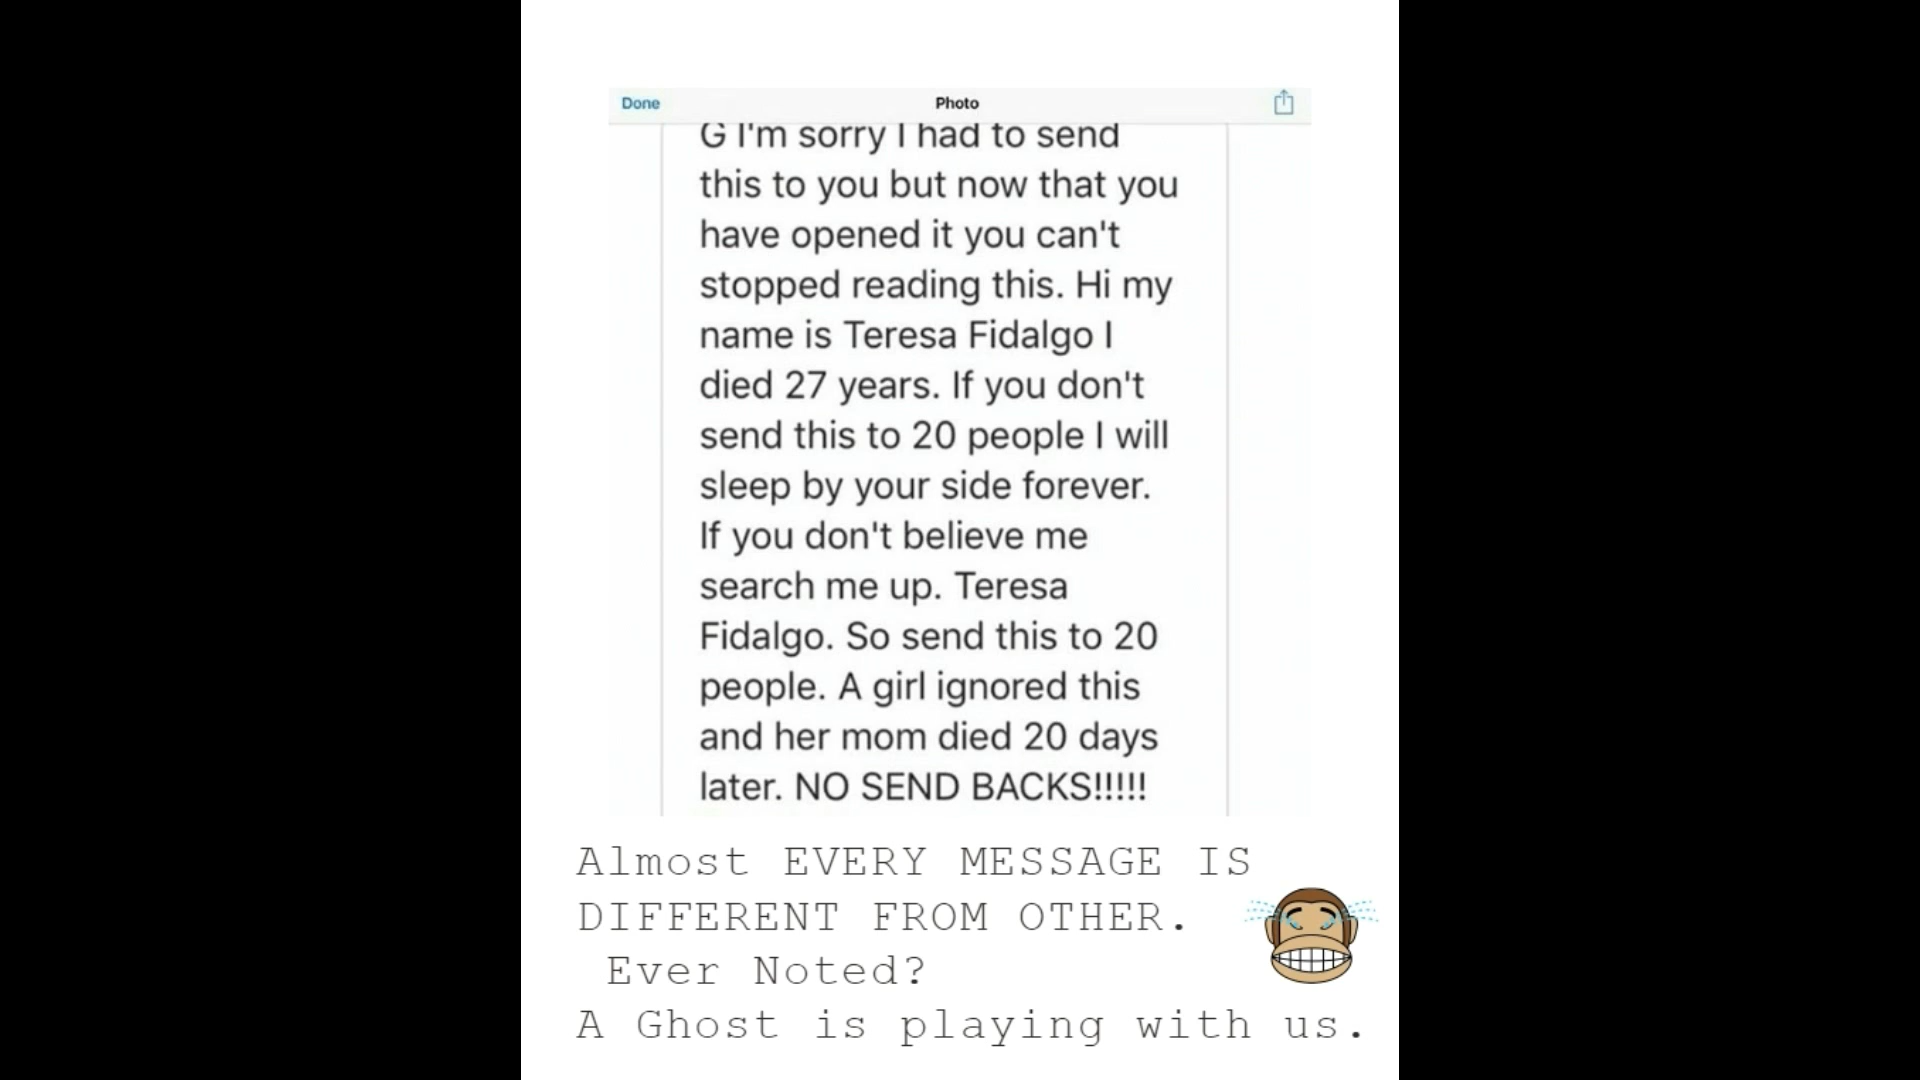 Done Photo
G I'm sorry I had to send
this to you but now that you
have opened it you can't
stopped reading this. Hi my
name is Teresa Fidalgo I
died 27 years. If you don't
send this to 20 people I will
sleep by your side forever.
If you don't believe me
search me up. Teresa
Fidalgo. So send this to 20
people. A girl ignored this
and her mom died 20 days
later. NO SEND BACKS!!!!!
Almost EVERY MESSAGE IS
DIFFERENT FROM OTHER.
Ever Noted?
A Ghost is playing with us.